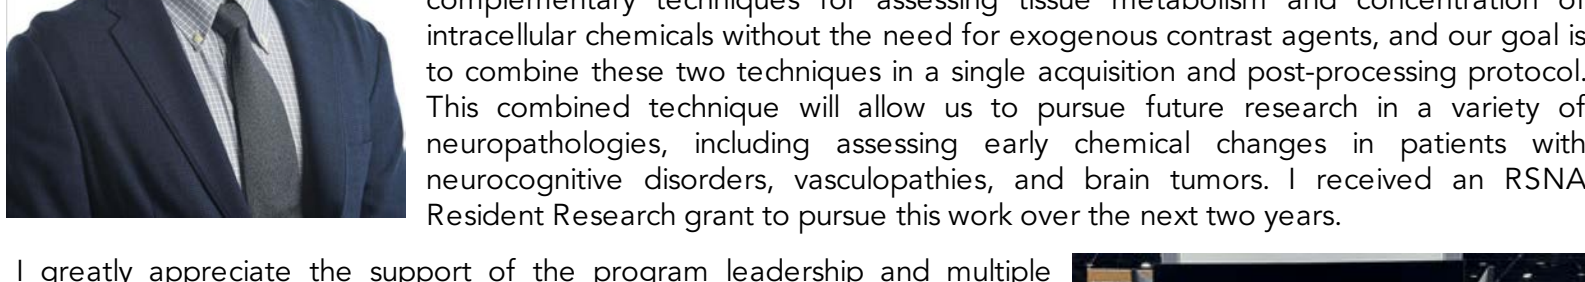 complementary techniques for assessing tissue metabolism and concentration of
intracellular chemicals without the need for exogenous contrast agents, and our goal is
to combine these two techniques in a single acquisition and post-processing protocol.
This combined technique will allow us to pursue future research in a variety of
neuropathologies, including assessing early chemical changes in patients with
neurocognitive disorders, vasculopathies, and brain tumors. I received an RSNA
Resident Research grant to pursue this work over the next two years.
I greatly appreciate the support of the program leadership and multiple